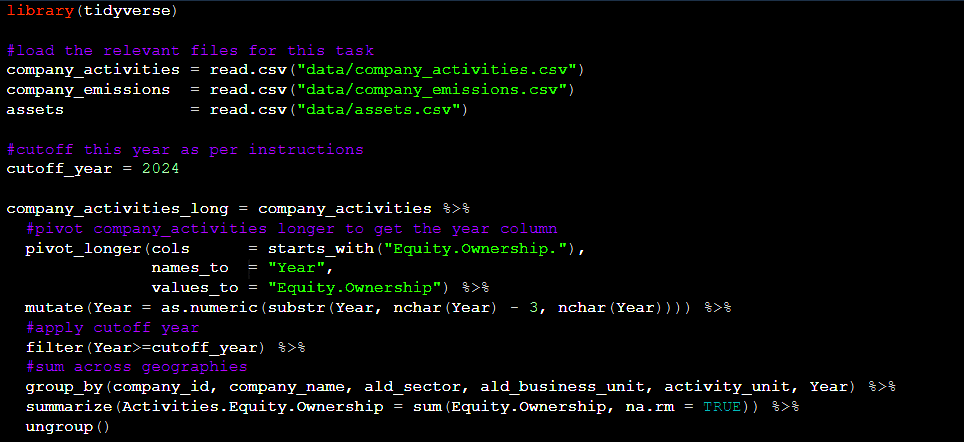 library(tidyverse)

#load the relevant files for this task
company_activities = read.csv("data/company_activities.csv")
company_emissions  = read.csv("data/company_emissions.csv")
assets             = read.csv("data/assets.csv")

#cutoff this year as per instructions
cutoff_year = 2024

company_activities_long = company_activities %>%
  #pivot company_activities longer to get the year column
  pivot_longer(cols      = starts_with("Equity.Ownership."),
               names_to  = "Year",
               values_to = "Equity.Ownership") %>%
  mutate(Year = as.numeric(substr(Year, nchar(Year) - 3, nchar(Year)))) %>%
  #apply cutoff year
  filter(Year>=cutoff_year) %>%
  #sum across geographies
  group_by(company_id, company_name, ald_sector, ald_business_unit, activity_unit, Year) %>%
  summarize(Activities.Equity.Ownership = sum(Equity.Ownership, na.rm = TRUE)) %>%
  ungroup()